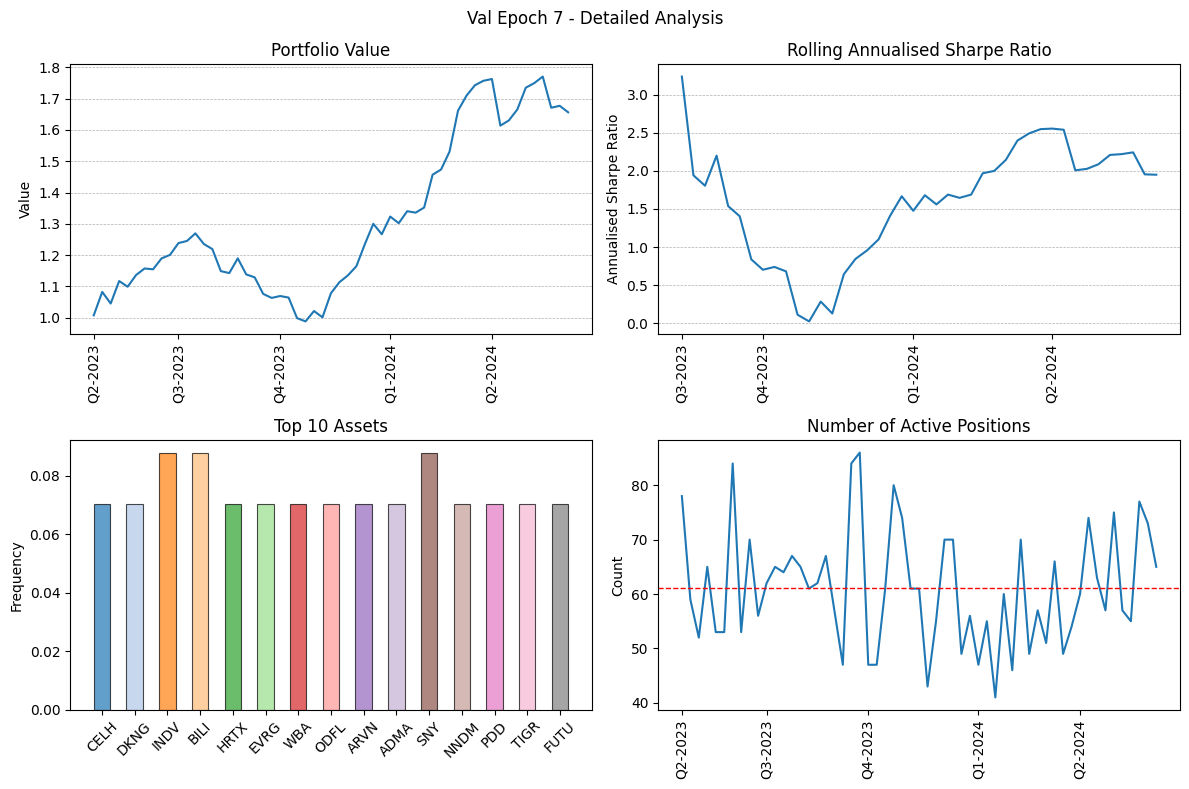 Val Epoch 7 - Detailed Analysis
Portfolio Value
Value
1.8
1.7
1.6
1.5
1.4
1.3
1.2
1.1
1.0
Q2-2023
Q3-2023
Q4-2023
Q1-2024
Q2-2024
Rolling Annualised Sharpe Ratio
Annualised Sharpe Ratio
3.0
2.5
2.0
1.5
1.0
0.5
0.0
Q3-2023
Q4-2023
Q1-2024
Q2-2024
Top 10 Assets
Frequency
0.08
0.06
0.04
0.02
0.00
CELH
DKNG
INDV
BILI
HRTX
EVRG
WBA
ODFL
ARVN
ADMA
SNY
NNDM
PDD
TIGR
FUTU
Number of Active Positions
Count
80
70
60
50
40
Q2-2023
Q3-2023
Q4-2023
Q1-2024
Q2-2024